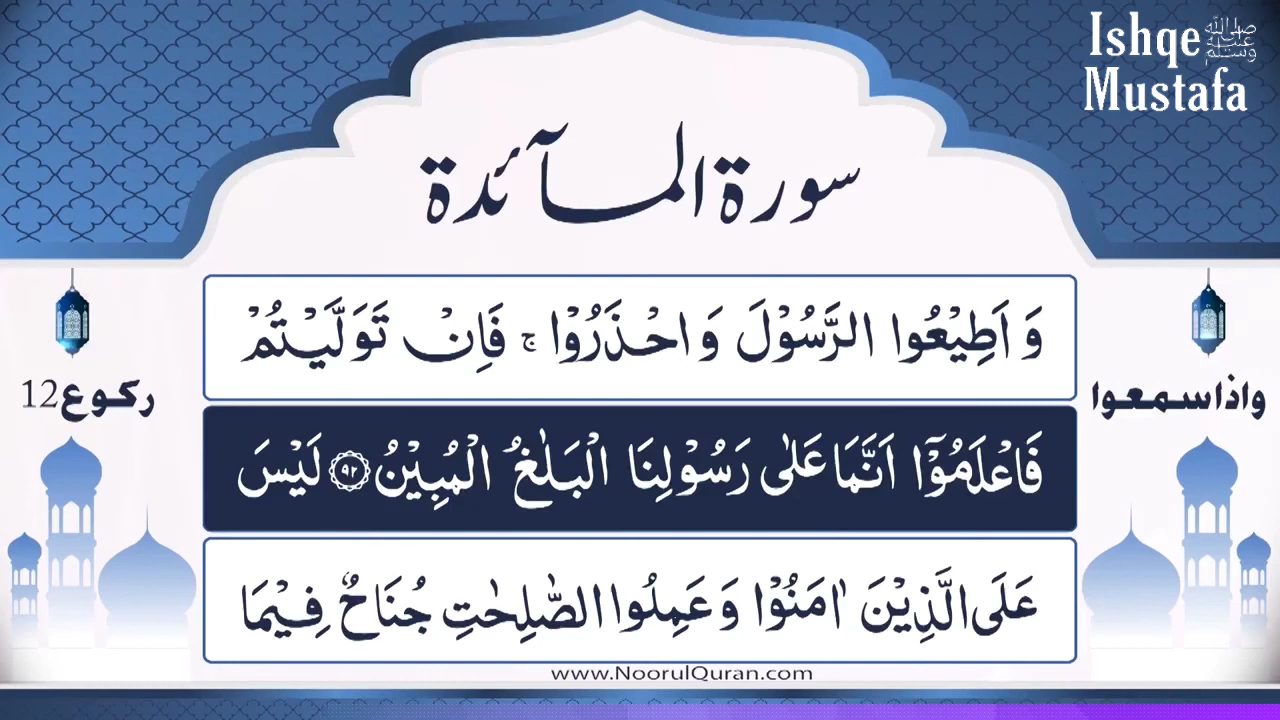 Ishqe ﷺ
Mustafa
سورة المآئدة
وَ اَطِيْعُوا الرَّسُوْلَ وَ احْذَرُوْا ۚ فَاِنْ تَوَلَّيْتُمْ
فَاعْلَمُوْۤا اَنَّمَا عَلٰى رَسُوْلِنَا الْبَلٰغُ الْمُبِيْنُ ﴿۹۲﴾ لَيْسَ
عَلَى الَّذِيْنَ اٰمَنُوْا وَ عَمِلُوا الصّٰلِحٰتِ جُنَاحٌ فِيْمَا
واذاسمعوا
ركوع 12
www.NoorulQuran.com